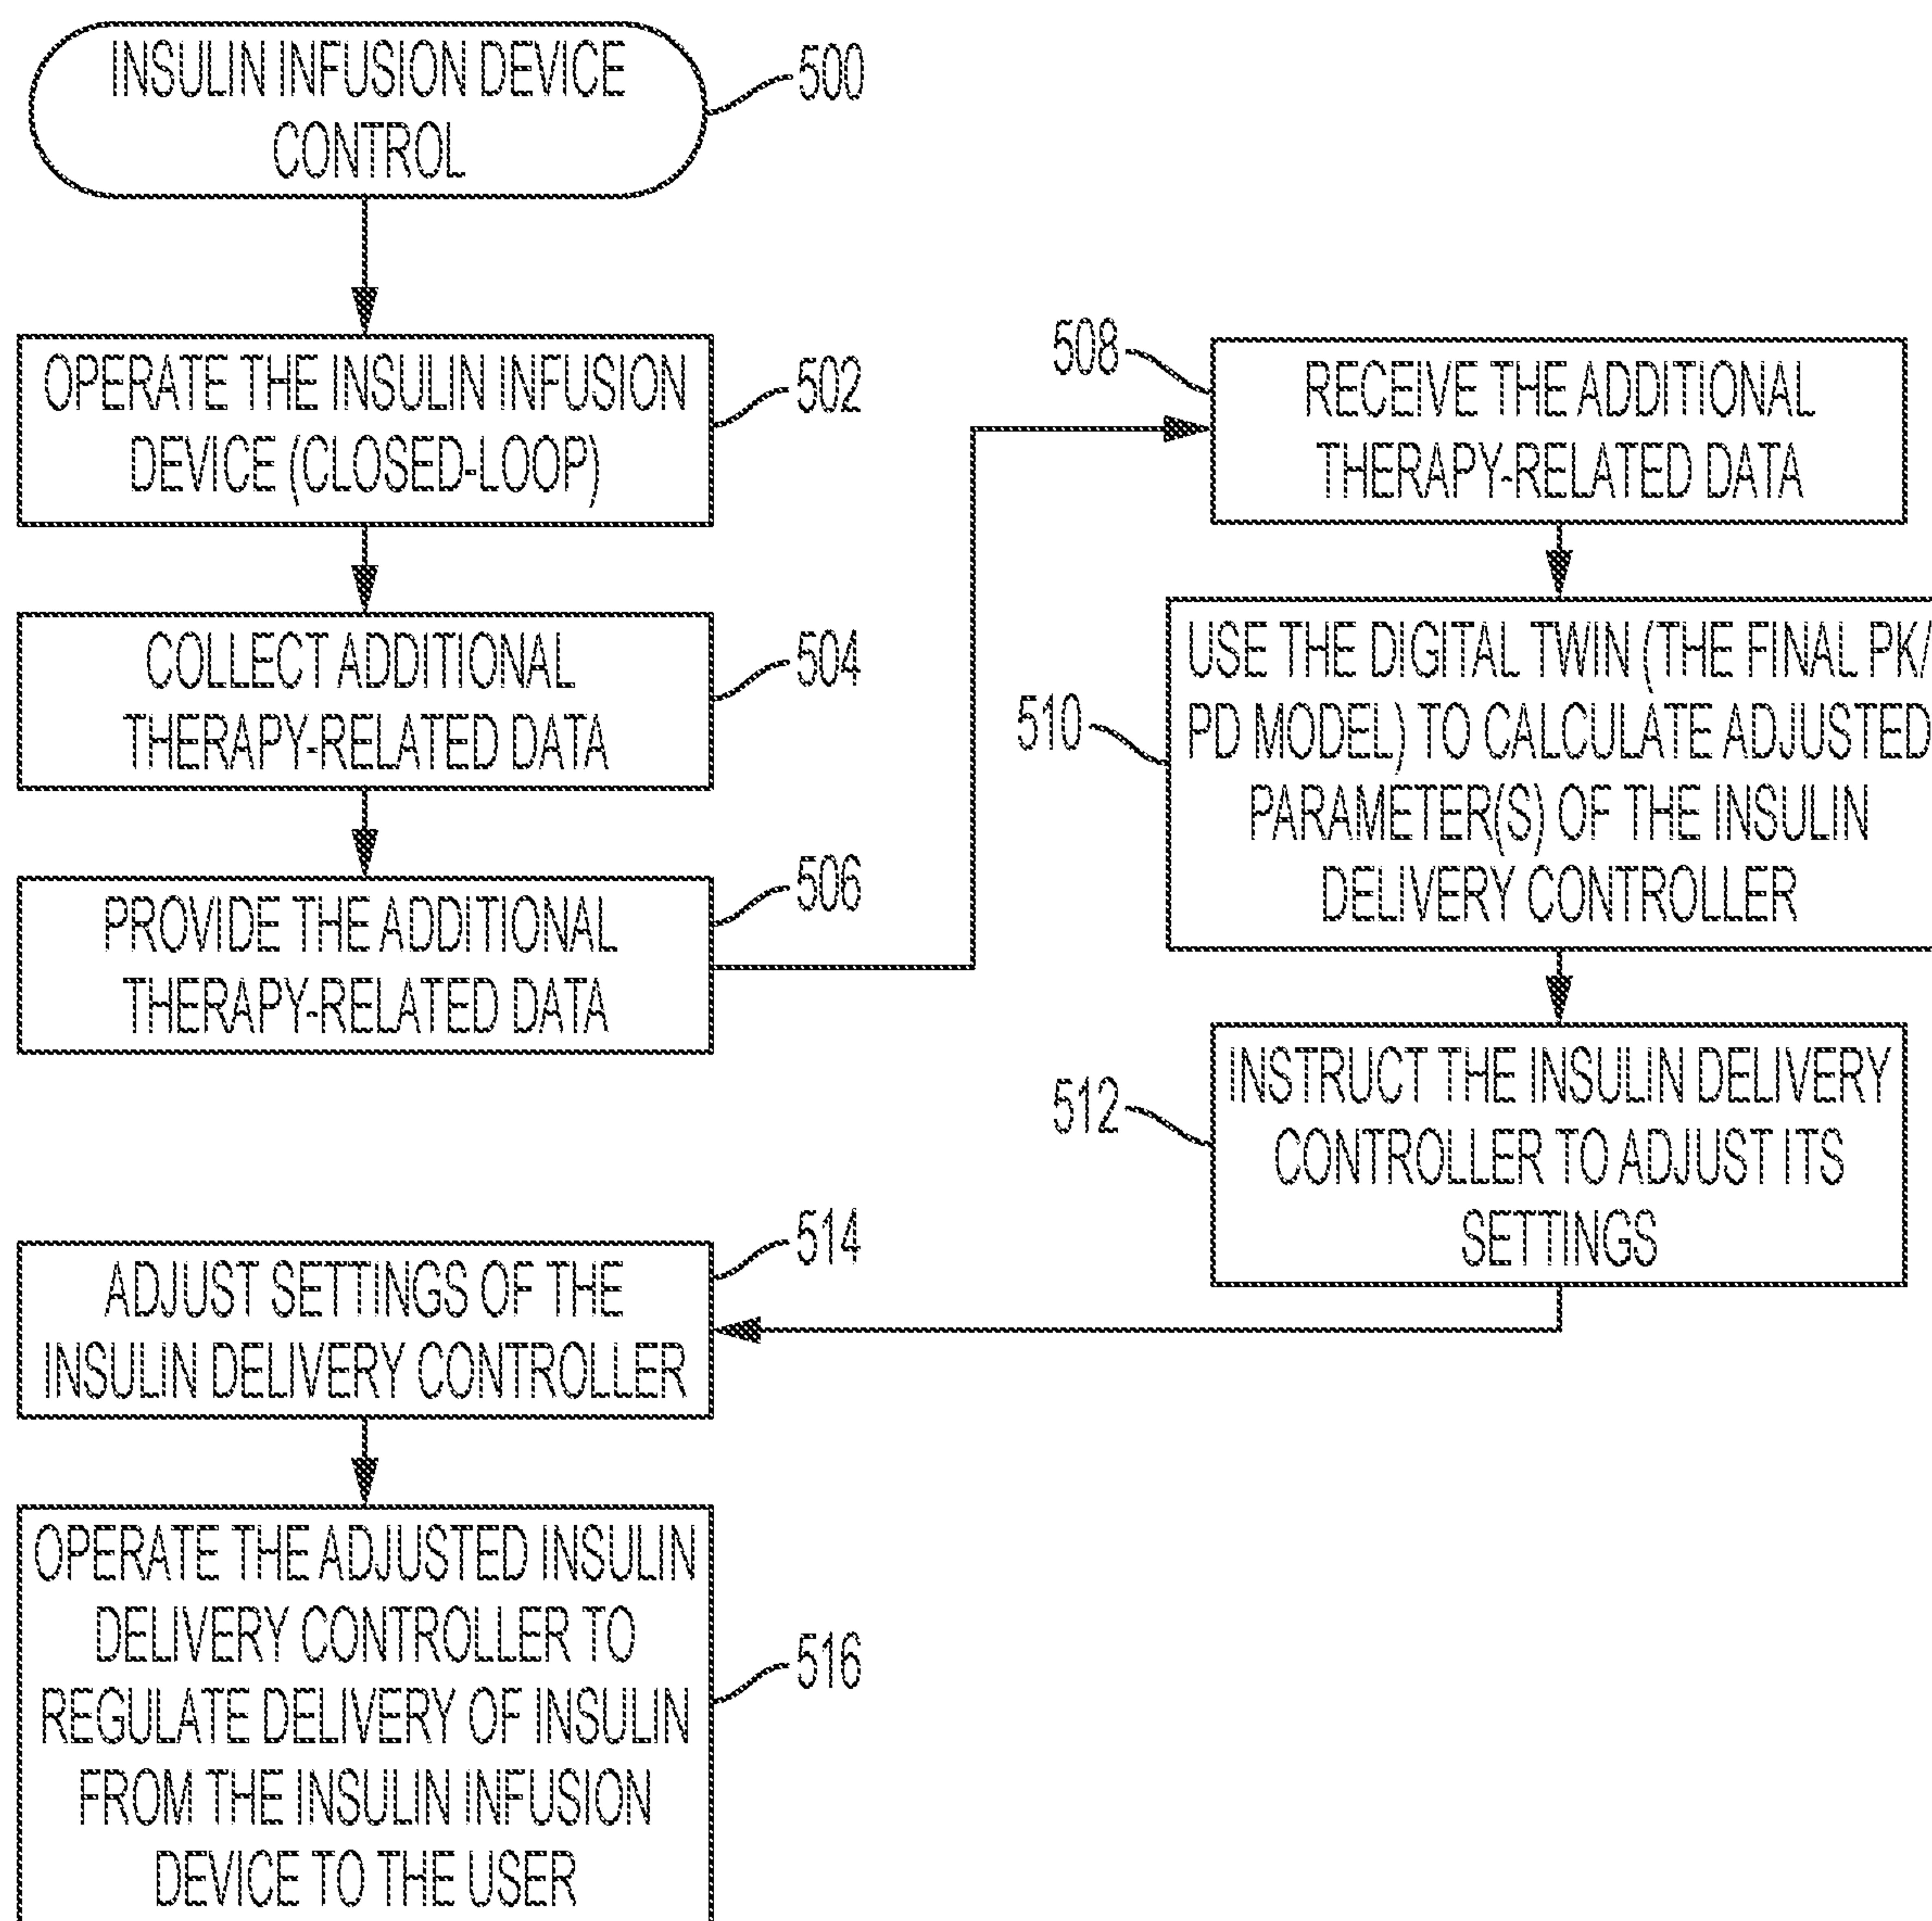 INSULIN INFUSION DEVICE
CONTROL
500
OPERATE THE INSULIN INFUSION
DEVICE (CLOSED-LOOP)
502
COLLECT ADDITIONAL
THERAPY-RELATED DATA
504
PROVIDE THE ADDITIONAL
THERAPY-RELATED DATA
506
508
RECEIVE THE ADDITIONAL
THERAPY-RELATED DATA
510
USE THE DIGITAL TWIN (THE FINAL PK/
PD MODEL) TO CALCULATE ADJUSTED
PARAMETER(S) OF THE INSULIN
DELIVERY CONTROLLER
512
INSTRUCT THE INSULIN DELIVERY
CONTROLLER TO ADJUST ITS
SETTINGS
514
ADJUST SETTINGS OF THE
INSULIN DELIVERY CONTROLLER
OPERATE THE ADJUSTED INSULIN
DELIVERY CONTROLLER TO
REGULATE DELIVERY OF INSULIN
FROM THE INSULIN INFUSION
DEVICE TO THE USER
516